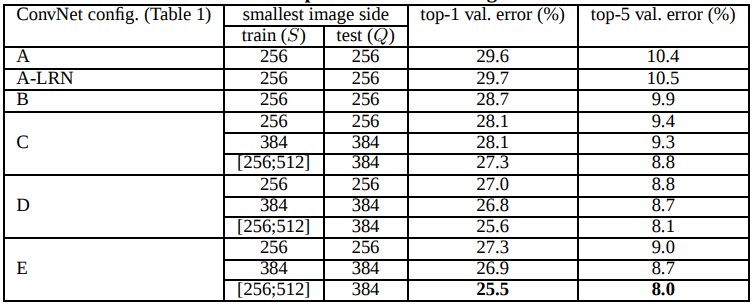 ConvNet config. (Table 1) smallest image side top-1 val. error (%) top-5 val. error (%)
train (S) test (Q)
A 256 256 29.6 10.4
A-LRN 256 256 29.7 10.5
B 256 256 28.7 9.9
C 256 256 28.1 9.4
384 384 28.1 9.3
[256;512] 384 27.3 8.8
D 256 256 27.0 8.8
384 384 26.8 8.7
[256;512] 384 25.6 8.1
E 256 256 27.3 9.0
384 384 26.9 8.7
[256;512] 384 25.5 8.0